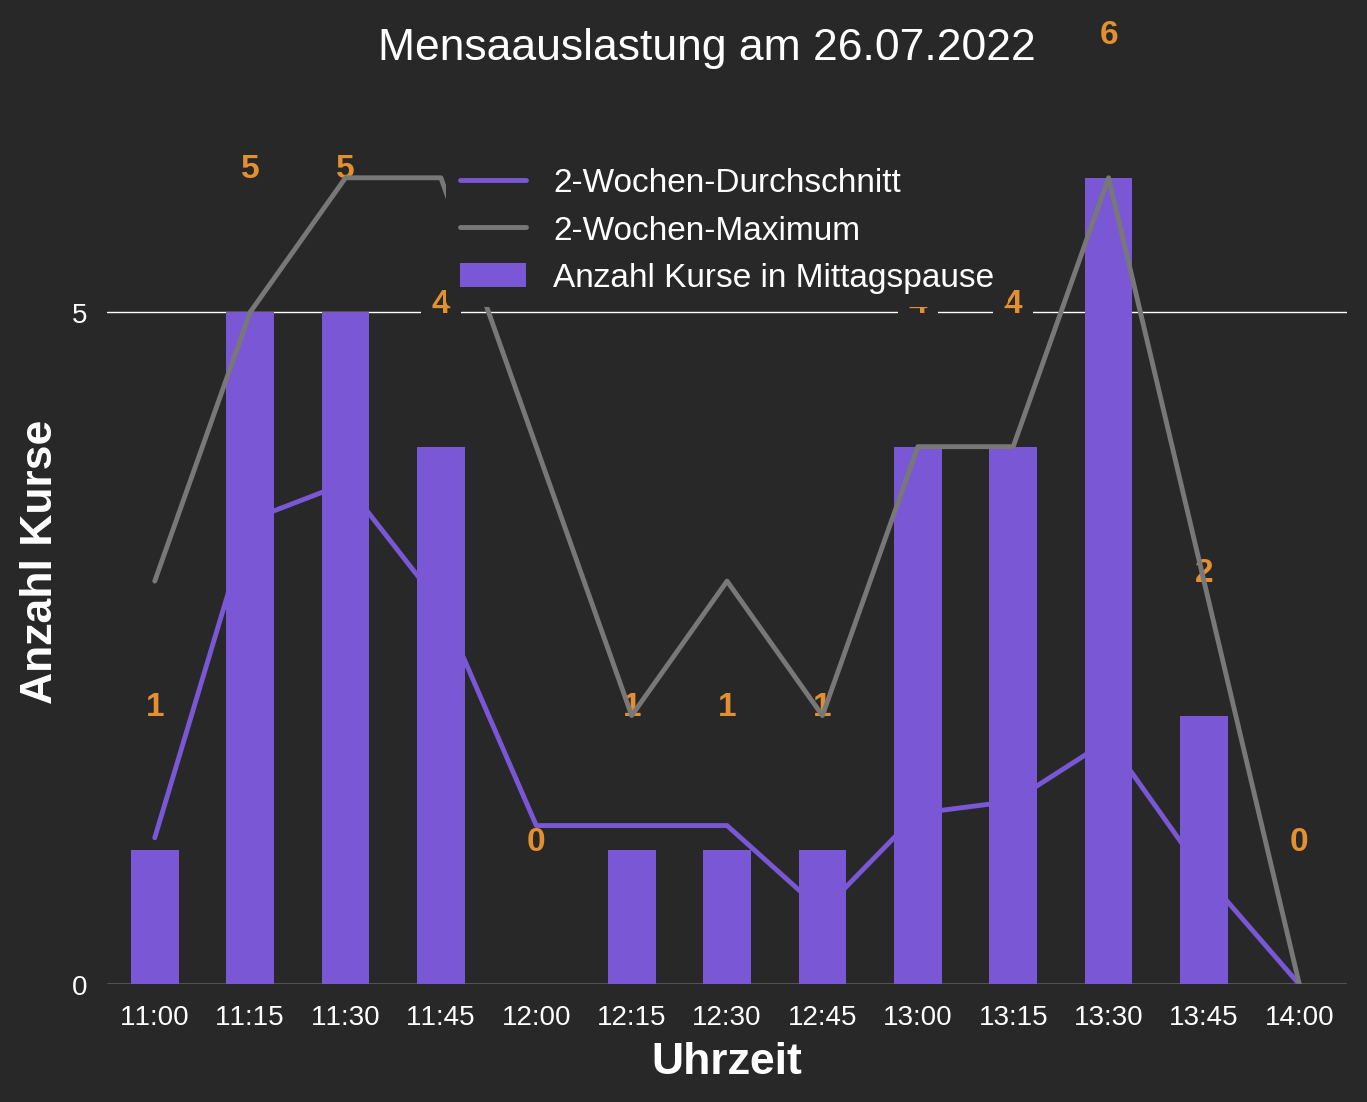 Mensaauslastung am 26.07.2022
6
5
5
2-Wochen-Durchschnitt
2-Wochen-Maximum
Anzahl Kurse in Mittagspause
4
4
4
5
2
1
1
1
1
0
0
0
Anzahl Kurse
11:00 11:15 11:30 11:45 12:00 12:15 12:30 12:45 13:00 13:15 13:30 13:45 14:00
Uhrzeit